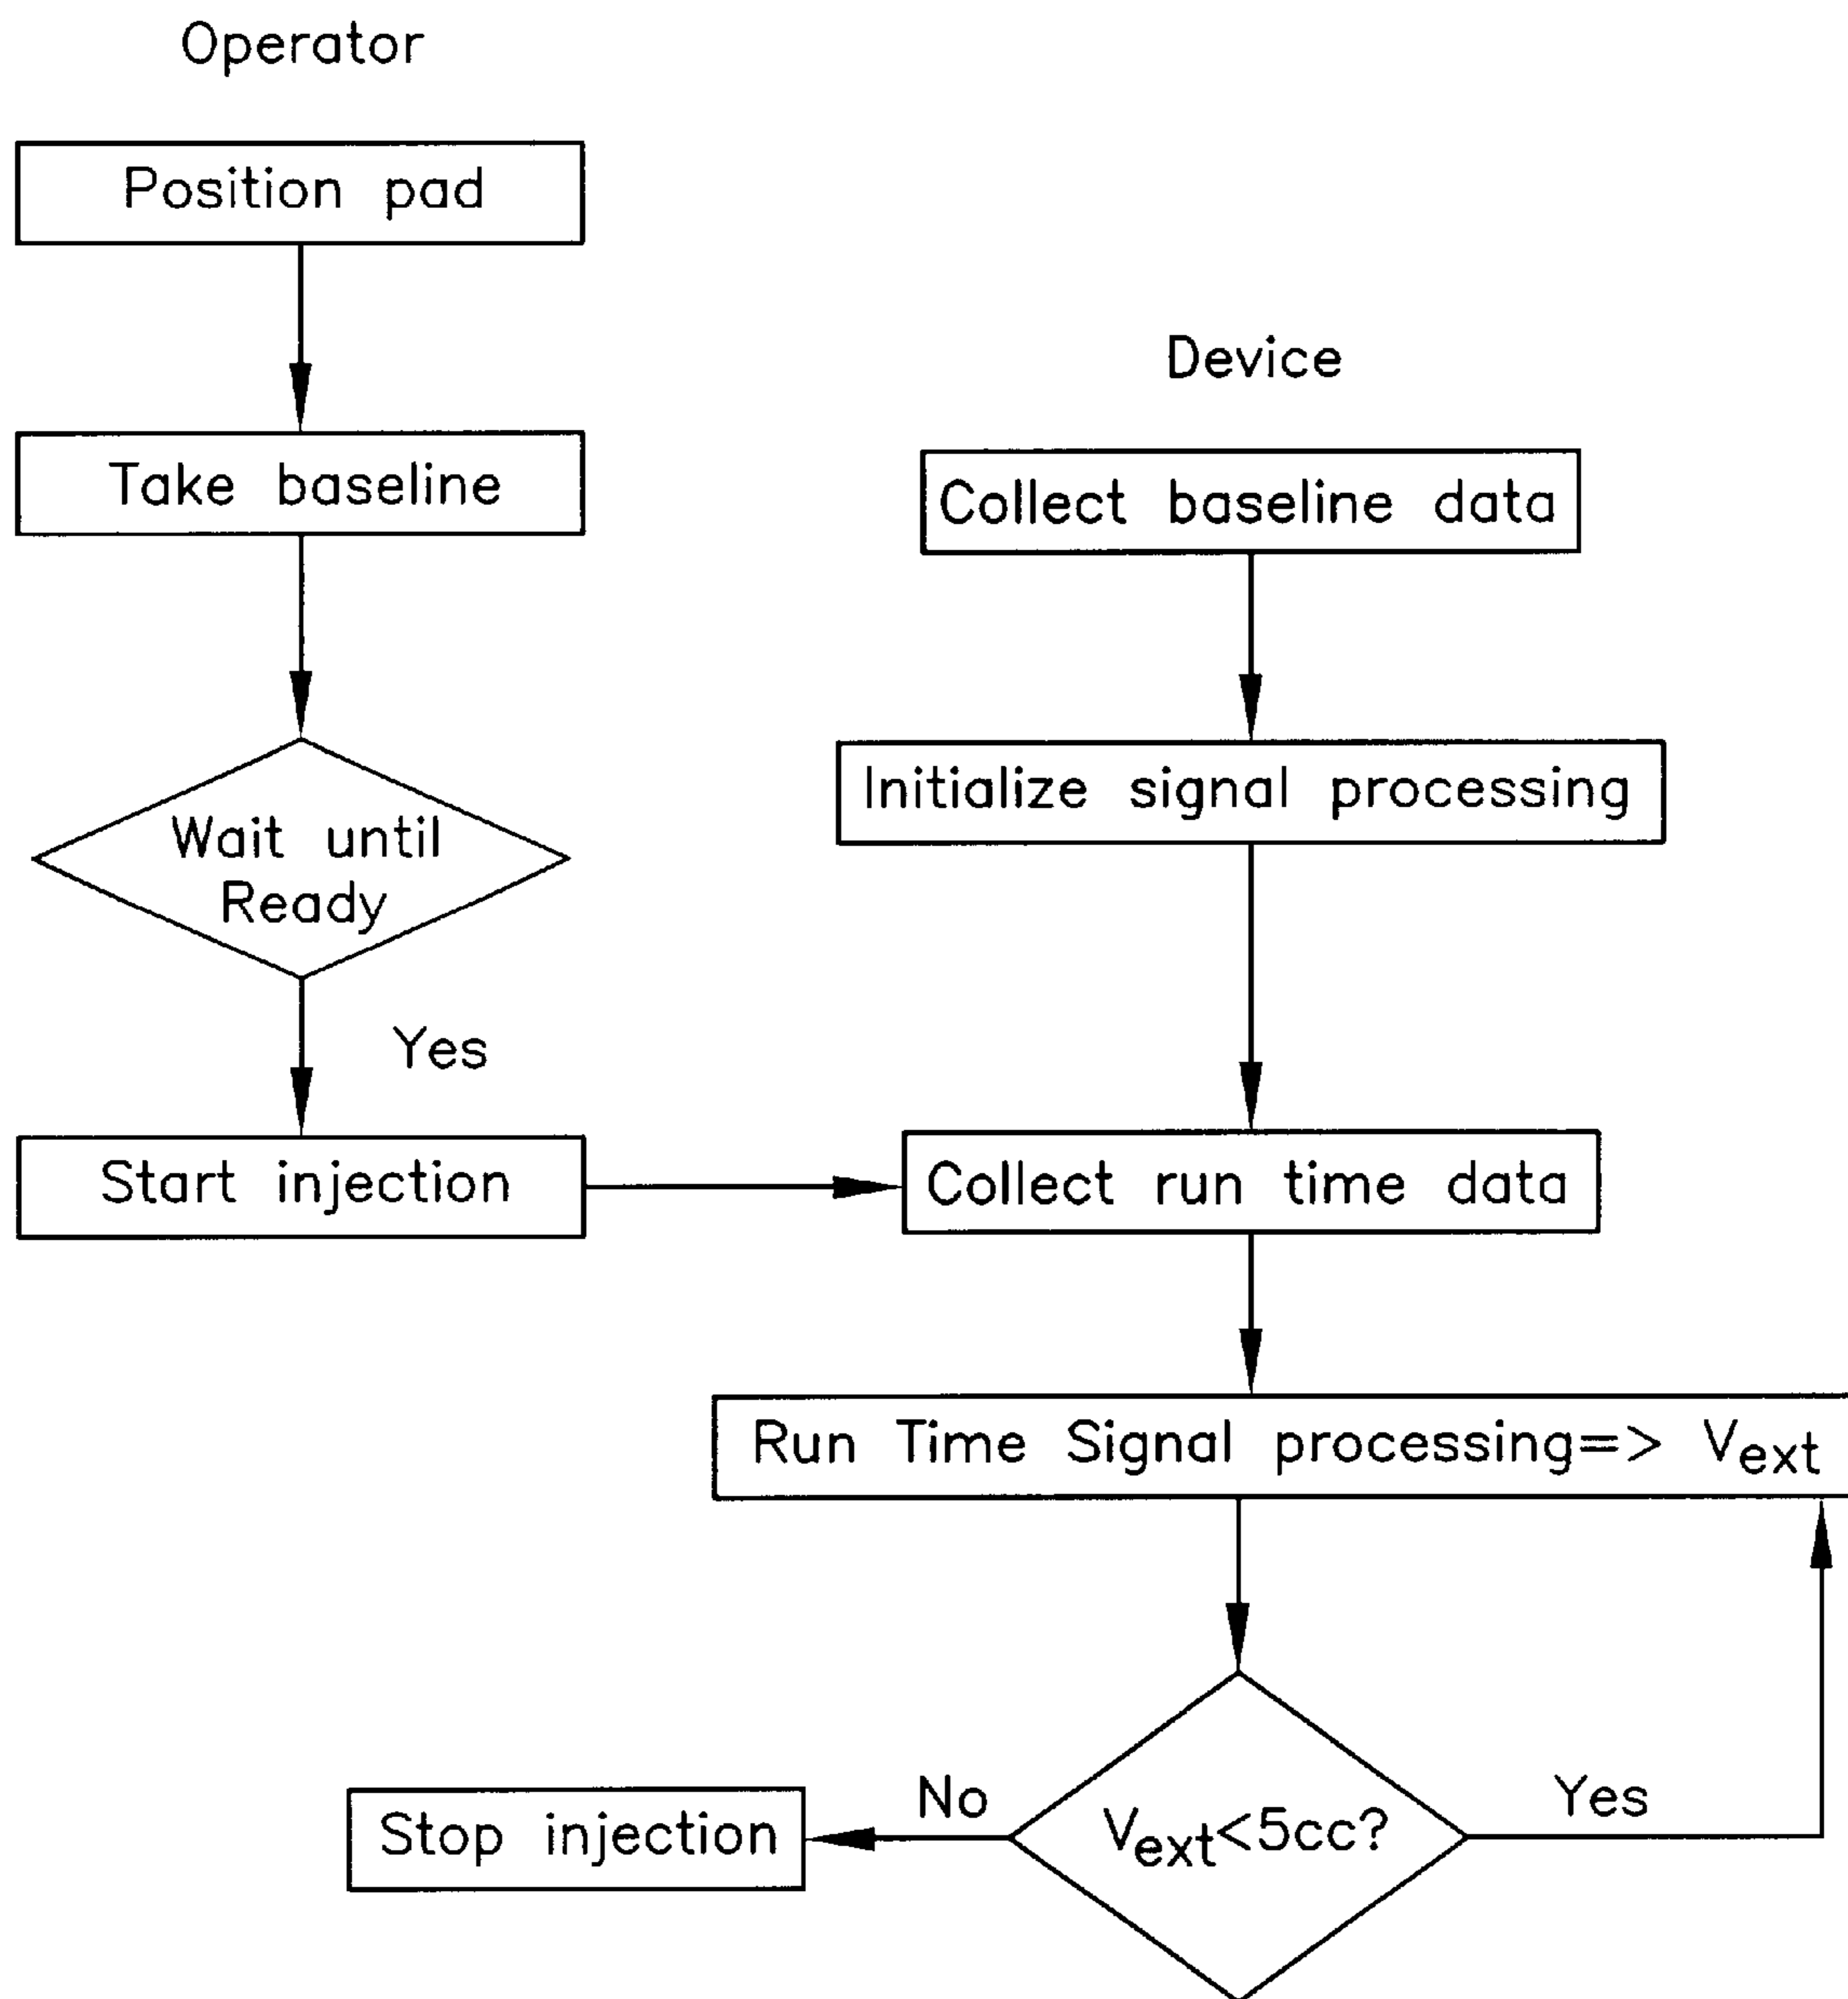 Operator
Position pad
Take baseline
Wait until
Ready
Yes
Start injection
Device
Collect baseline data
Initialize signal processing
Collect run time data
Run Time Signal processing=> Vext
Vext<5cc?
No
Yes
Stop injection